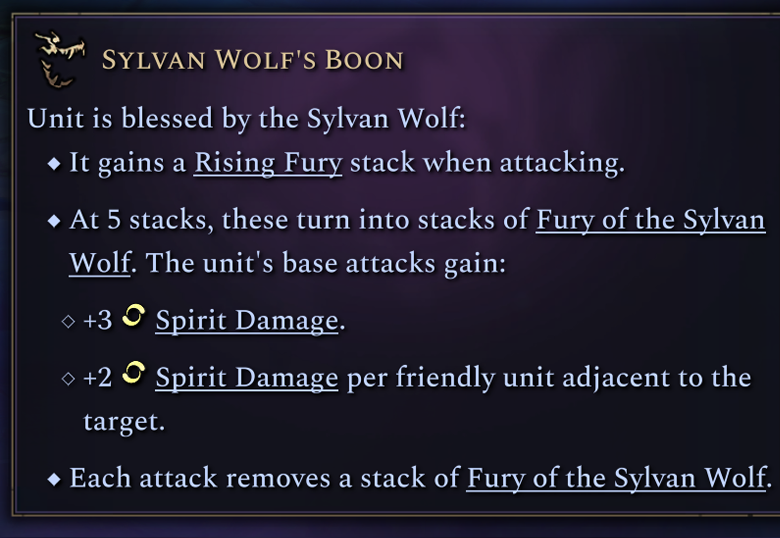 Sylvan Wolf's Boon
Unit is blessed by the Sylvan Wolf:
◆ It gains a Rising Fury stack when attacking.
◆ At 5 stacks, these turn into stacks of Fury of the Sylvan
Wolf. The unit's base attacks gain:
◇ +3 Spirit Damage.
◇ +2 Spirit Damage per friendly unit adjacent to the
target.
◆ Each attack removes a stack of Fury of the Sylvan Wolf.